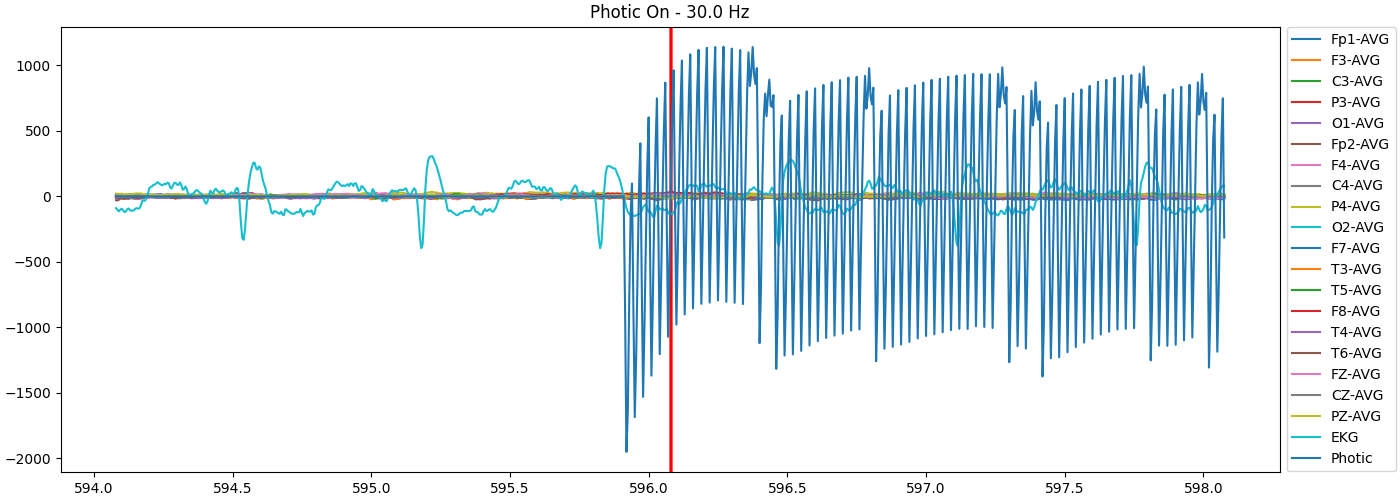 Photic On - 30.0 Hz
1000
500
0
−500
−1000
−1500
−2000
594.0 594.5 595.0 595.5 596.0 596.5 597.0 597.5 598.0
Fp1-AVG
F3-AVG
C3-AVG
P3-AVG
O1-AVG
Fp2-AVG
F4-AVG
C4-AVG
P4-AVG
O2-AVG
F7-AVG
T3-AVG
T5-AVG
F8-AVG
T4-AVG
T6-AVG
FZ-AVG
CZ-AVG
PZ-AVG
EKG
Photic